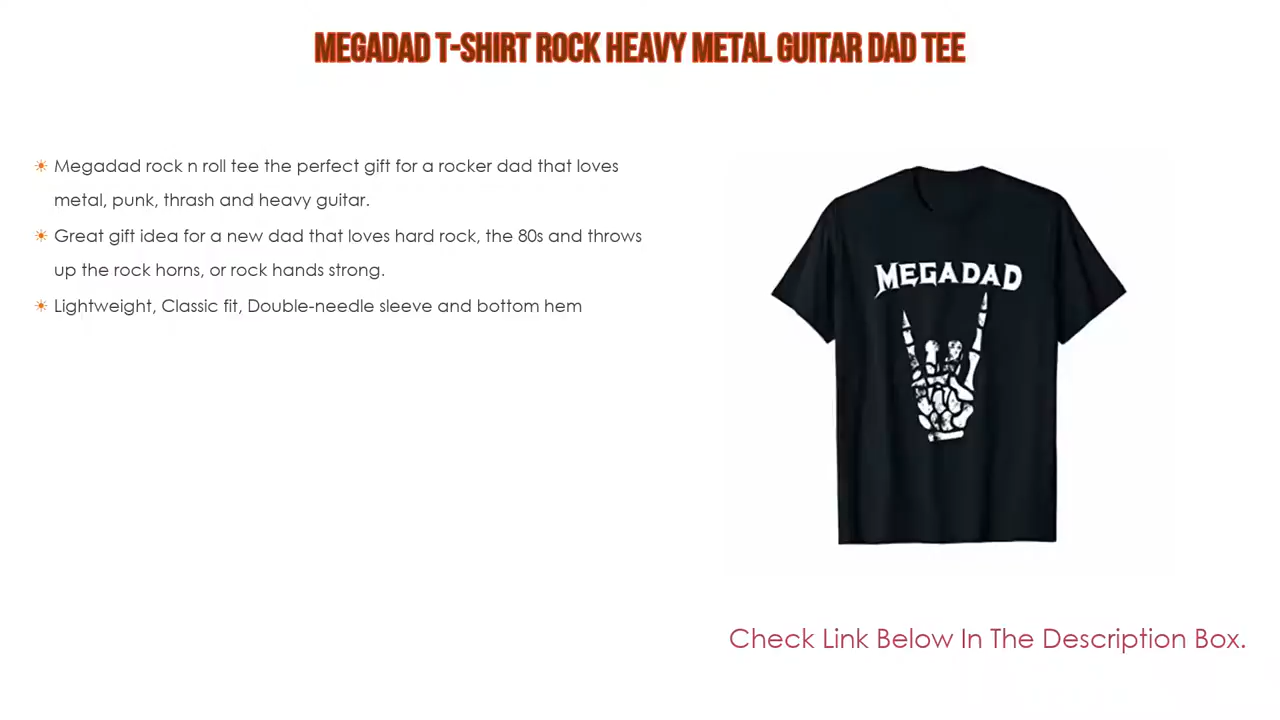 MEGADAD T-SHIRT ROCK HEAVY METAL GUITAR DAD TEE
Megadad rock n roll tee the perfect gift for a rocker dad that loves
metal, punk, thrash and heavy guitar.
Great gift idea for a new dad that loves hard rock, the 80s and throws
up the rock horns, or rock hands strong.
Lightweight, Classic fit, Double-needle sleeve and bottom hem
MEGADAD
Check Link Below In The Description Box.